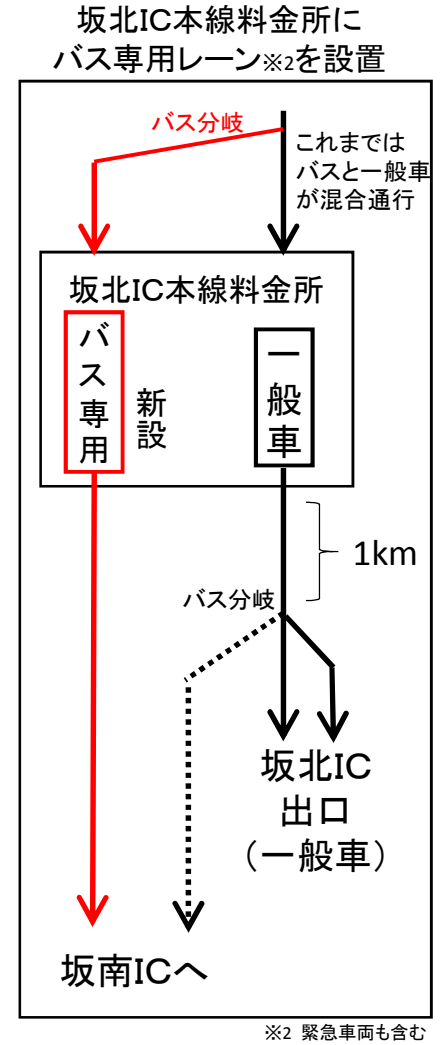 坂北IC本線料金所に
バス専用レーン※2を設置
バス分岐
これまでは
バスと一般車
が混合通行
坂北IC本線料金所
バス専用
新設
一般車
1km
バス分岐
坂北IC
出口
（一般車）
坂南ICへ
※2 緊急車両も含む